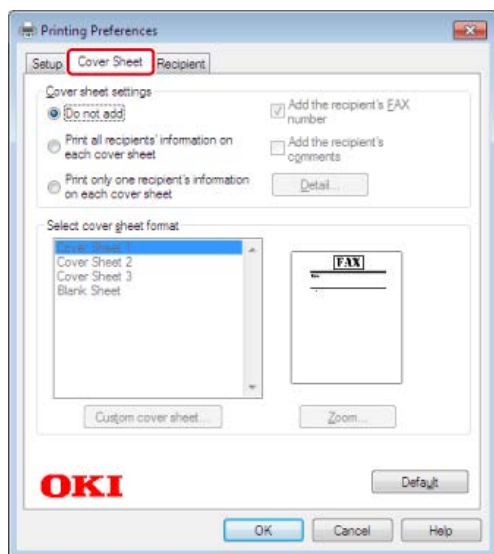 Printing Preferences
Setup Cover Sheet Recipient
Cover sheet settings
Do not add
Print all recipients' information on
each cover sheet
Print only one recipient's information
on each cover sheet
Add the recipient's FAX
number
Add the recipient's
comments
Detail...
Select cover sheet format
Cover Sheet 1
Cover Sheet 2
Cover Sheet 3
Blank Sheet
FAX
Custom cover sheet...
Zoom...
OKI
Default
OK Cancel Help